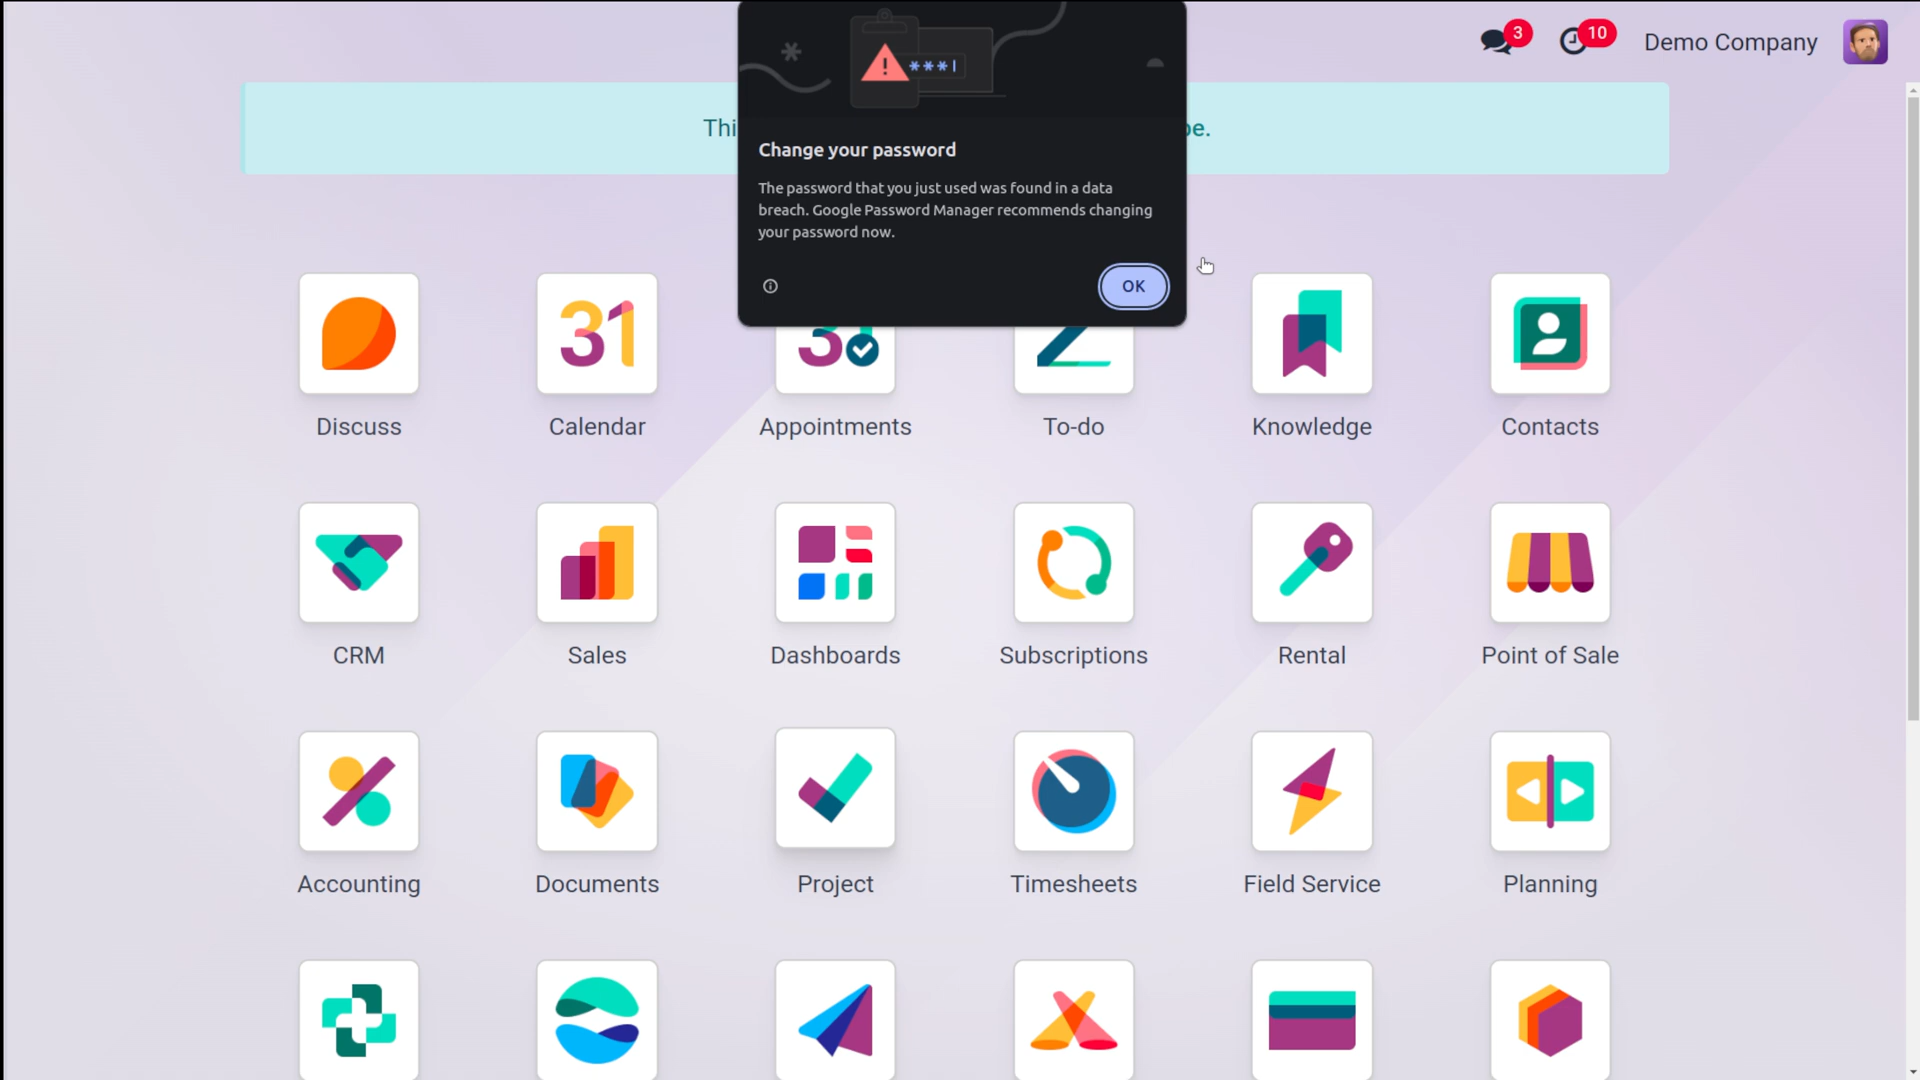 3
10
Demo Company
***|
Change your password
The password that you just used was found in a data
breach. Google Password Manager recommends changing
your password now.
OK
31
Discuss
Calendar
Appointments
To-do
Knowledge
Contacts
CRM
Sales
Dashboards
Subscriptions
Rental
Point of Sale
Accounting
Documents
Project
Timesheets
Field Service
Planning